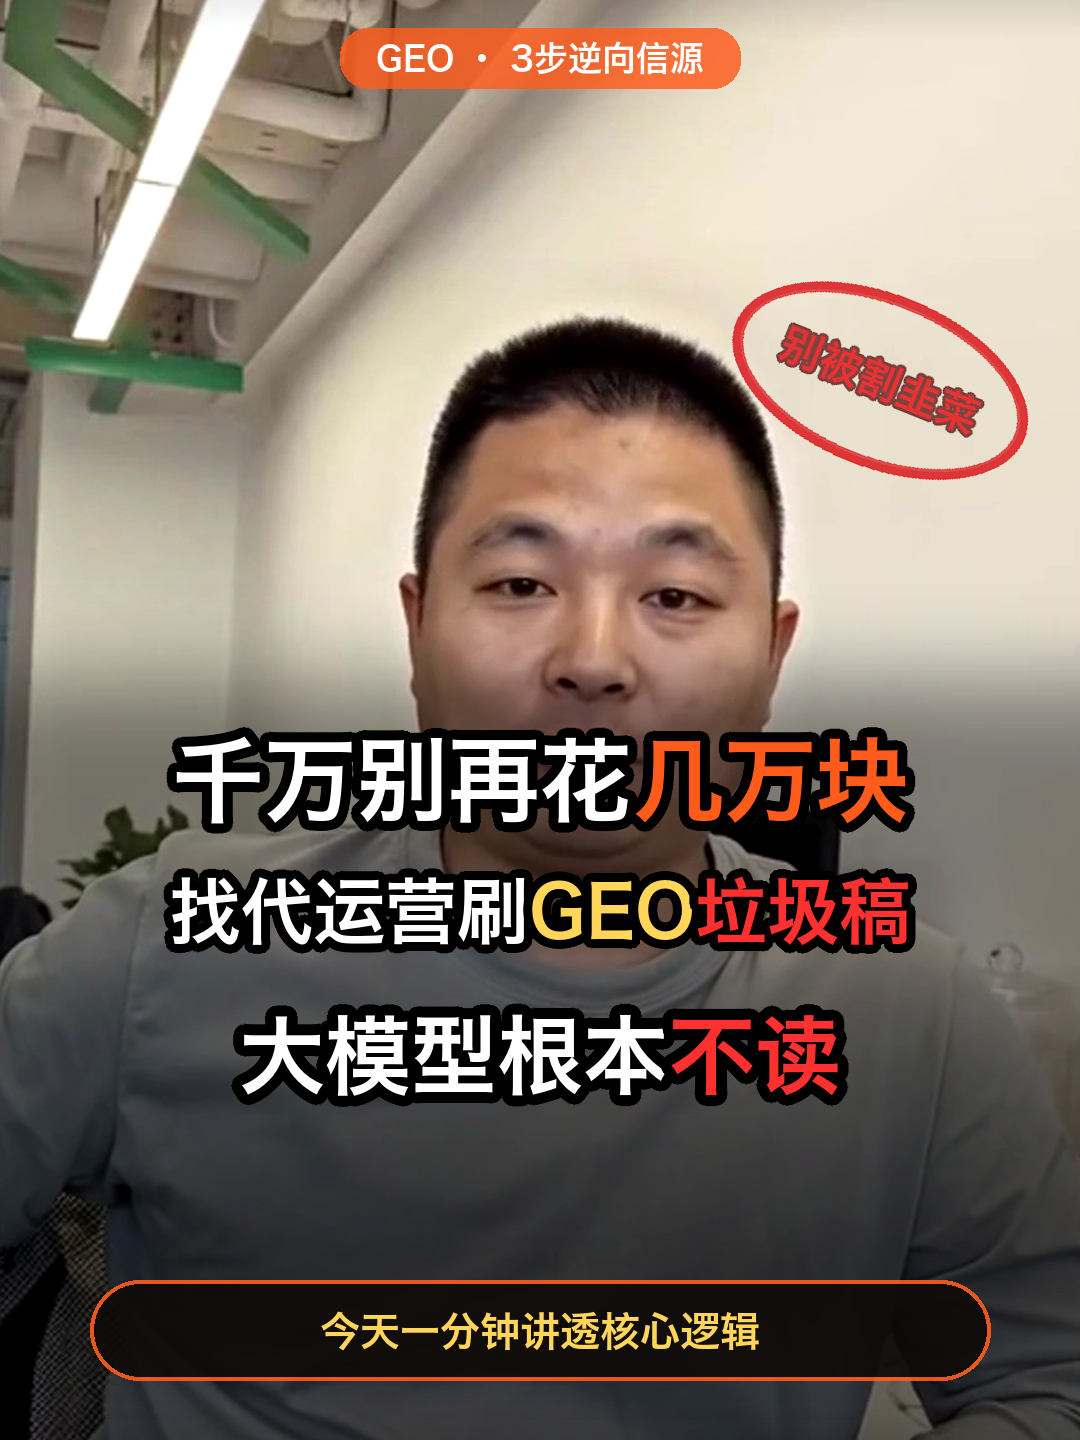 GEO · 3步逆向信源
别被割韭菜
千万别再花几万块
找代运营刷GEO垃圾稿
大模型根本不读
今天一分钟讲透核心逻辑